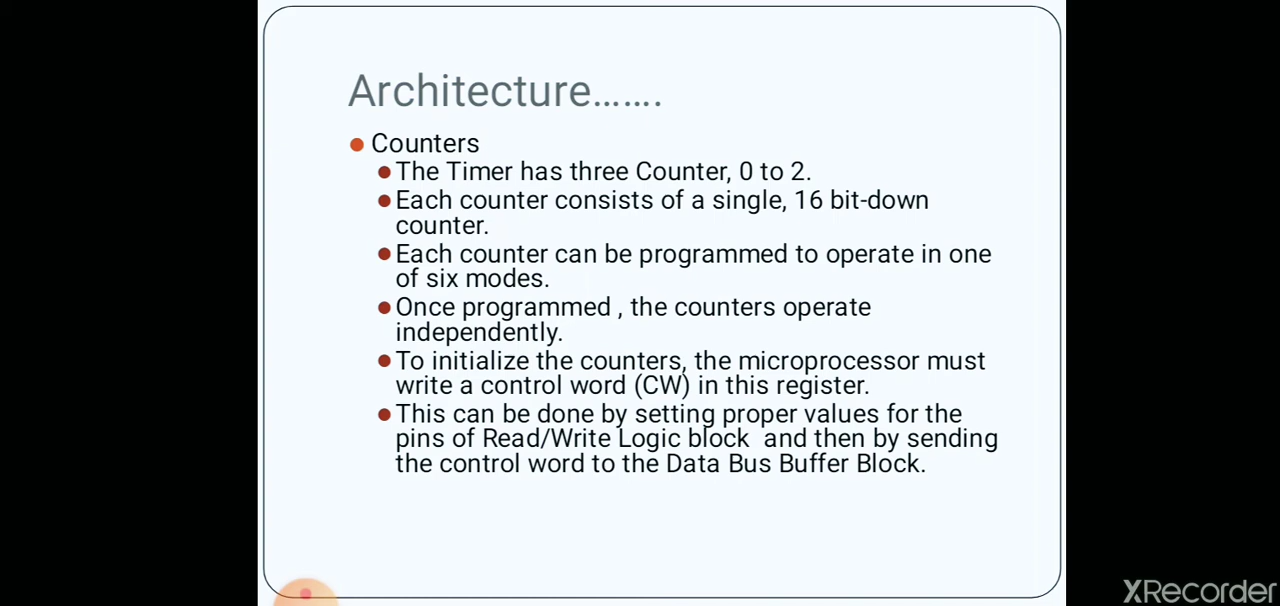 Architecture.......
Counters
The Timer has three Counter, 0 to 2.
Each counter consists of a single, 16 bit-down
counter.
Each counter can be programmed to operate in one
of six modes.
Once programmed , the counters operate
independently.
To initialize the counters, the microprocessor must
write a control word (CW) in this register.
This can be done by setting proper values for the
pins of Read/Write Logic block  and then by sending
the control word to the Data Bus Buffer Block.
XRecorder